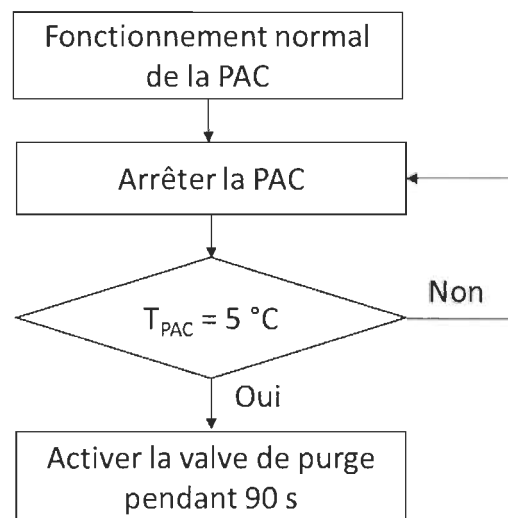 Fonctionnement normal
de la PAC
Arrêter la PAC
T_PAC = 5 °C
Non
Oui
Activer la valve de purge
pendant 90 s